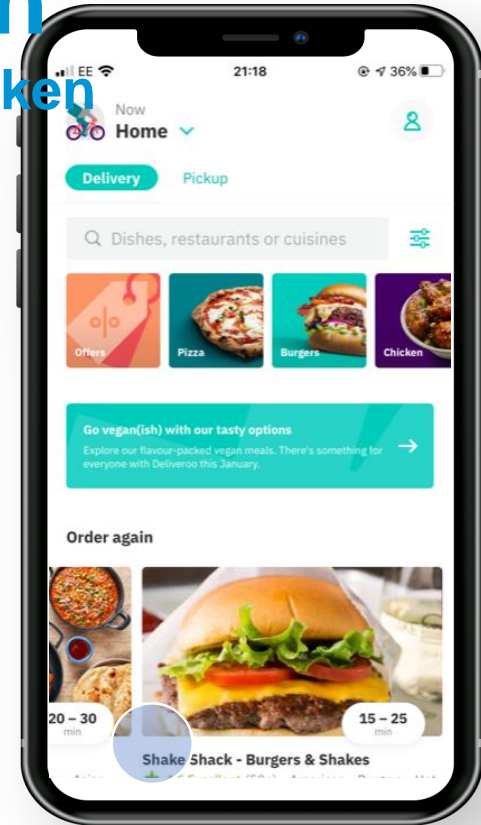 n
ken
EE
21:18
36%
Now
Home
Delivery
Pickup
Dishes, restaurants or cuisines
Offers
Pizza
Burgers
Chicken
Go vegan(ish) with our tasty options
Explore our flavour-packed vegan meals. There's something for
everyone with Deliveroo this January.
Order again
20 – 30
min
15 – 25
min
Shake Shack - Burgers & Shakes